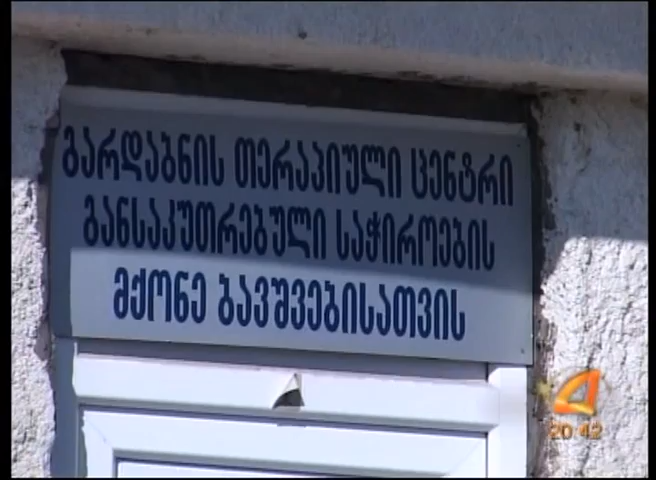 გარდაბნის თერაპიული ცენტრი
განსაკუთრებული საჭიროების
მქონე ბავშვებისათვის
20:42